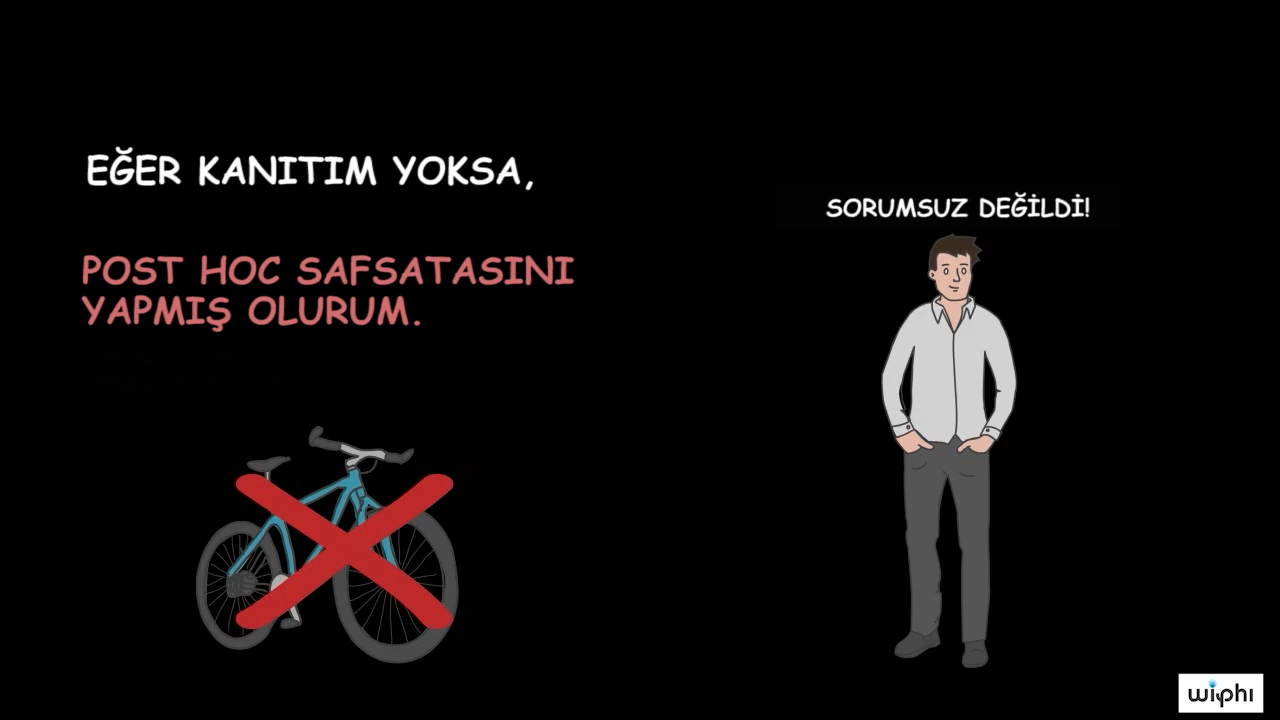 EĞER KANITIM YOKSA,
POST HOC SAFSATASINI
YAPMIŞ OLURUM.
SORUMSUZ DEĞİLDİ!
wiphi